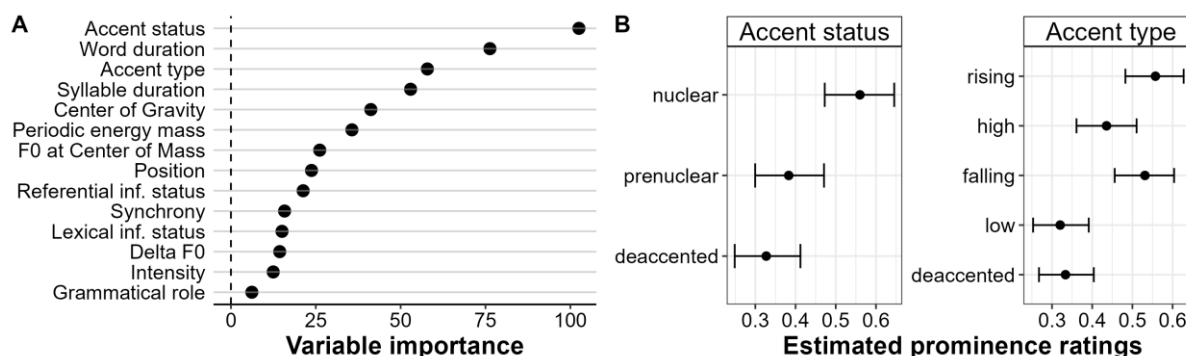 A
Accent status
Word duration
Accent type
Syllable duration
Center of Gravity
Periodic energy mass
F0 at Center of Mass
Position
Referential inf. status
Synchrony
Lexical inf. status
Delta F0
Intensity
Grammatical role
0 25 50 75 100
Variable importance
B
Accent status
nuclear
prenuclear
deaccented
0.3 0.4 0.5 0.6
Accent type
rising
high
falling
low
deaccented
0.3 0.4 0.5 0.6
Estimated prominence ratings